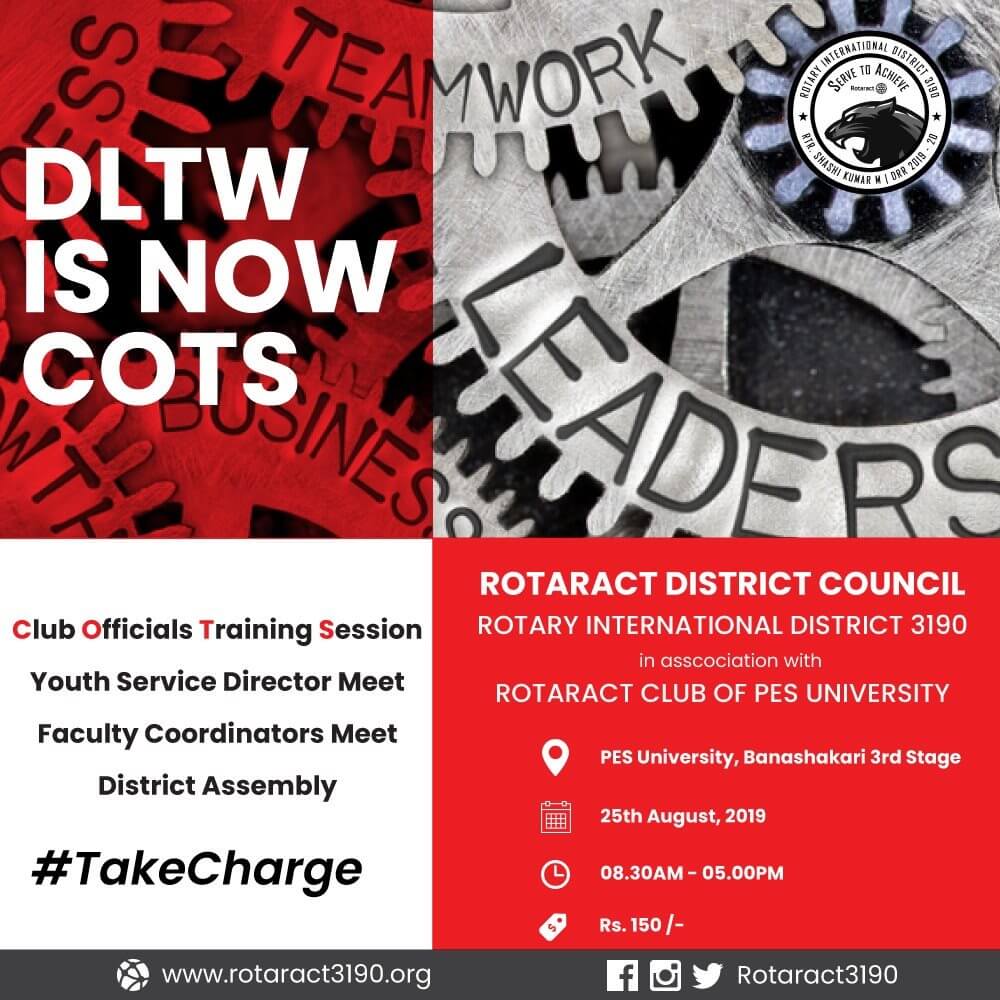 TEAMWORK
ROTARY INTERNATIONAL DISTRICT 3190
SERVE TO ACHIEVE
Rotaract
RTR. SHASHI KUMAR M | DRR 2019 - 20
DLTW
IS NOW
COTS
LEADERS
BUSINES
WTH
ESS
Club Officials Training Session
Youth Service Director Meet
Faculty Coordinators Meet
District Assembly
#TakeCharge
ROTARACT DISTRICT COUNCIL
ROTARY INTERNATIONAL DISTRICT 3190
in asscociation with
ROTARACT CLUB OF PES UNIVERSITY
PES University, Banashakari 3rd Stage
25th August, 2019
08.30AM - 05.00PM
Rs. 150 /-
www.rotaract3190.org
Rotaract3190